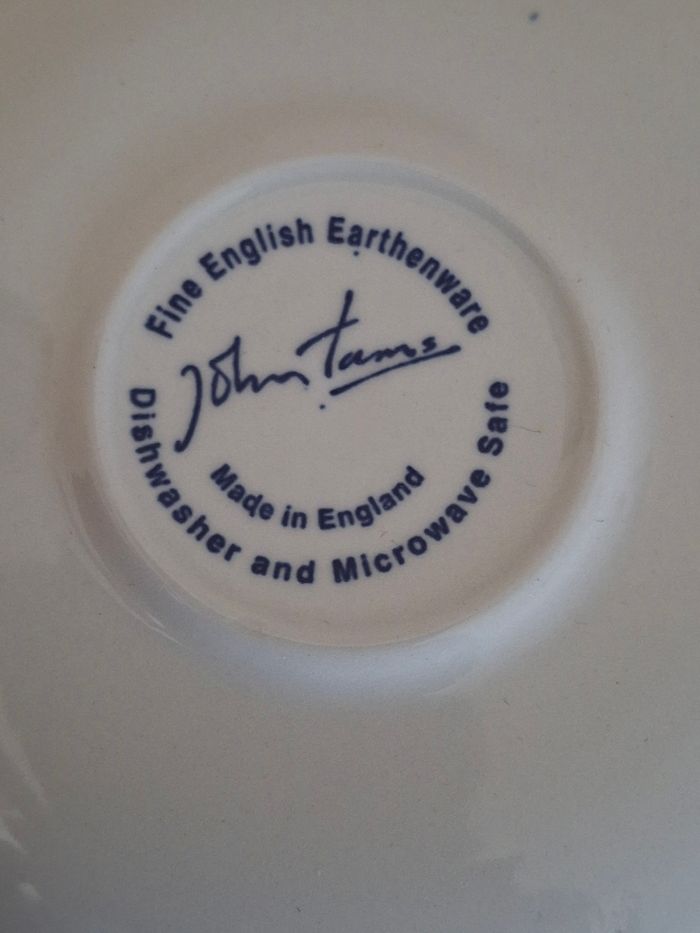 Fine English Earthenware
John Tams
Made in England
Dishwasher and Microwave Safe